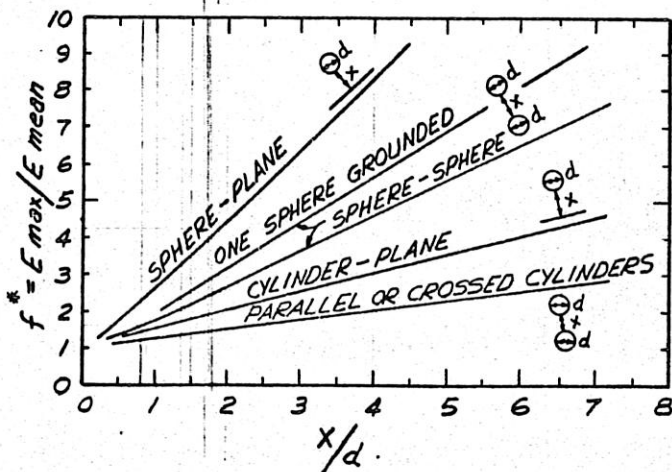 10
9
8
7
6
5
4
3
2
1
0
f* = E max/E mean
SPHERE-PLANE
ONE SPHERE GROUNDED
SPHERE-SPHERE
CYLINDER-PLANE
PARALLEL OR CROSSED CYLINDERS
d
x
d
x
d
d
x
d
x
d
0 1 2 3 4 5 6 7 8
X/d.